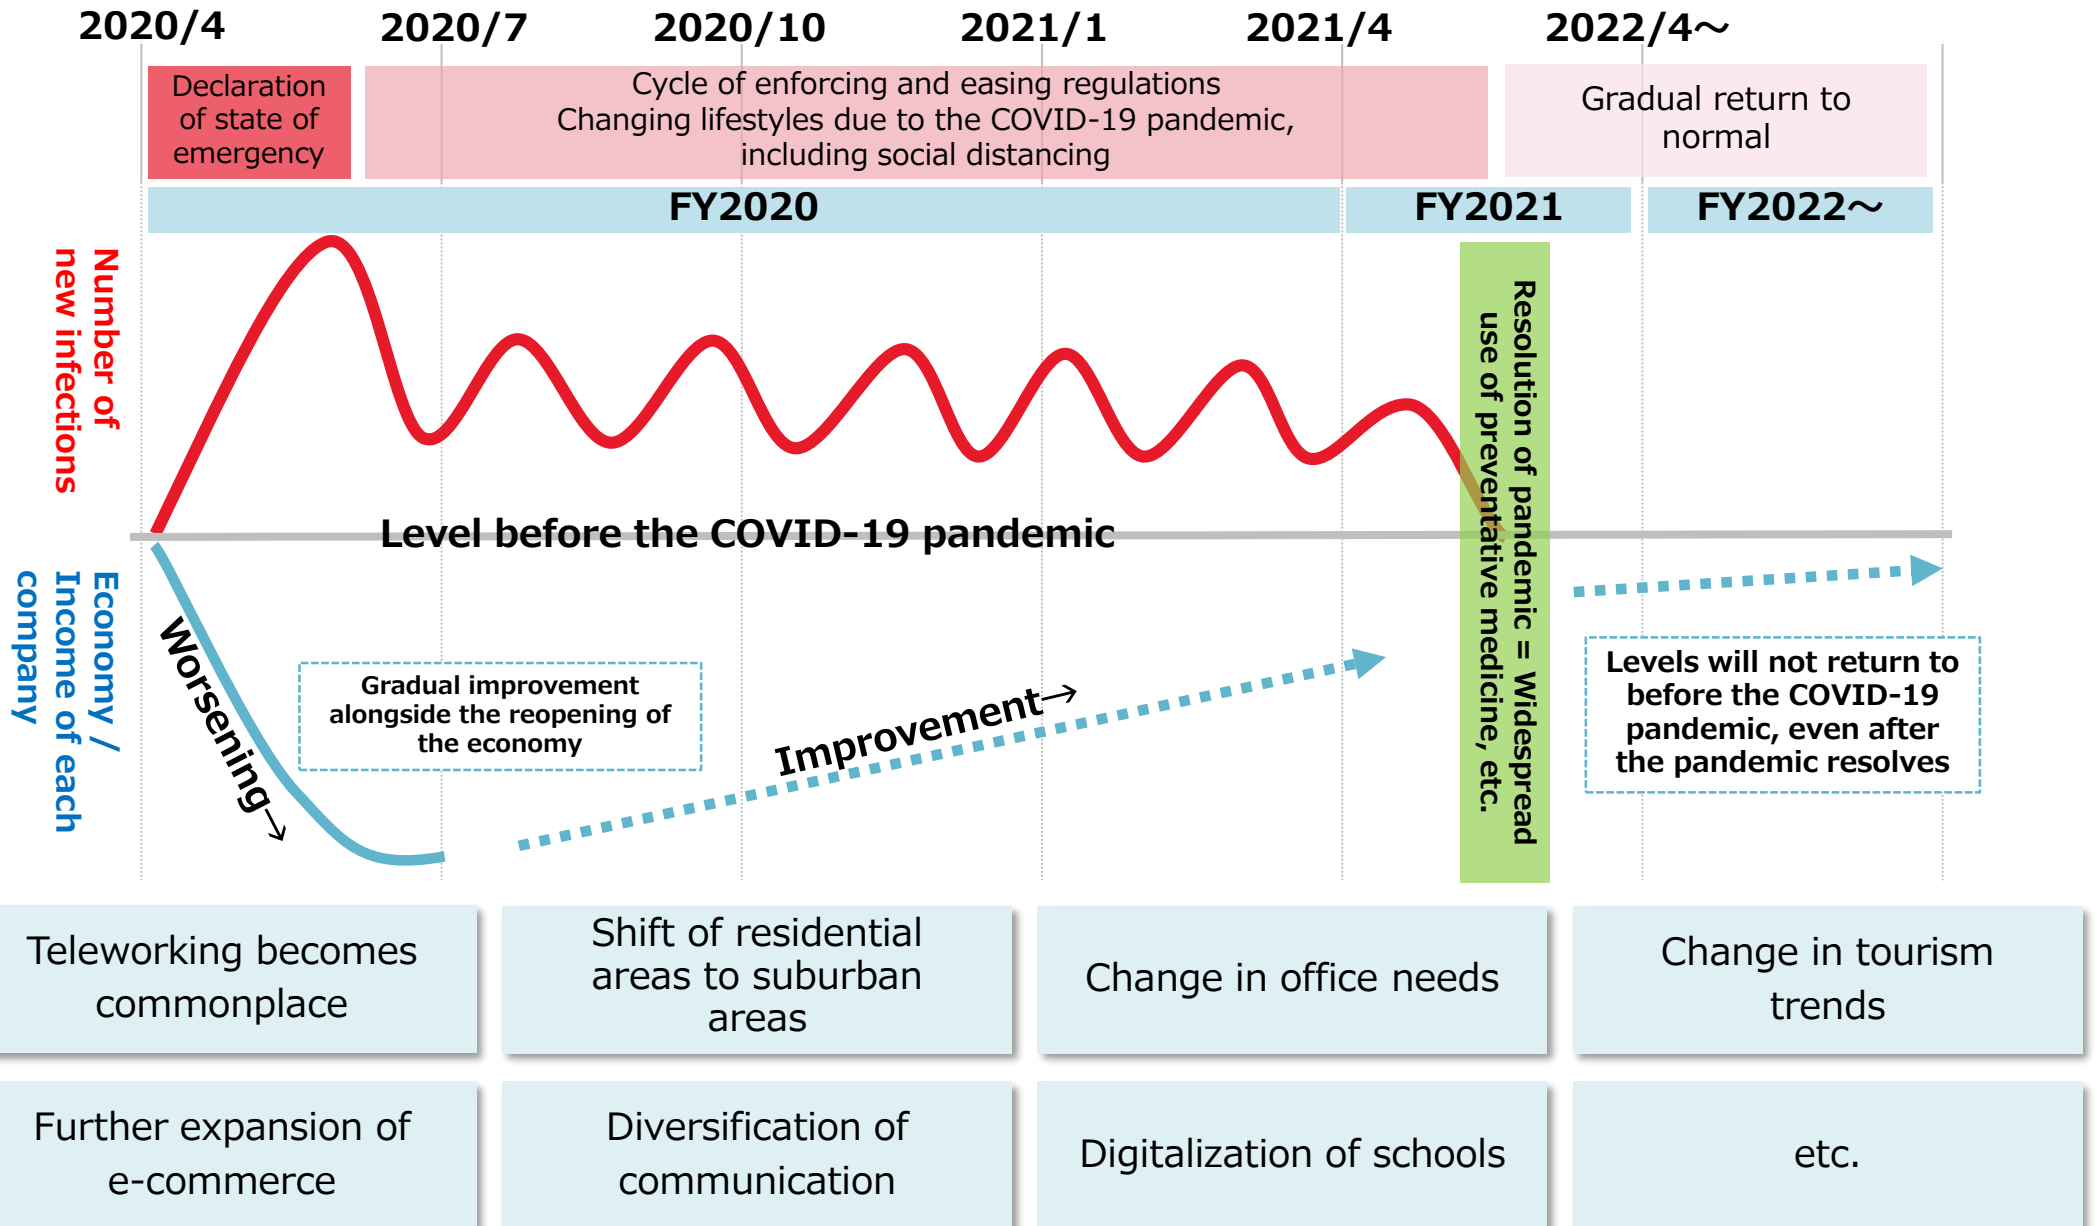 2020/4
2020/7
2020/10
2021/1
2021/4
2022/4～
Declaration
of state of
emergency
Cycle of enforcing and easing regulations
Changing lifestyles due to the COVID-19 pandemic,
including social distancing
Gradual return to
normal
FY2020
FY2021
FY2022～
Number of
new infections
Resolution of pandemic = Widespread
use of preventative medicine, etc.
Level before the COVID-19 pandemic
Economy /
Income of each
company
Worsening→
Gradual improvement
alongside the reopening of
the economy
Improvement→
Levels will not return to
before the COVID-19
pandemic, even after
the pandemic resolves
Teleworking becomes
commonplace
Shift of residential
areas to suburban
areas
Change in office needs
Change in tourism
trends
Further expansion of
e-commerce
Diversification of
communication
Digitalization of schools
etc.